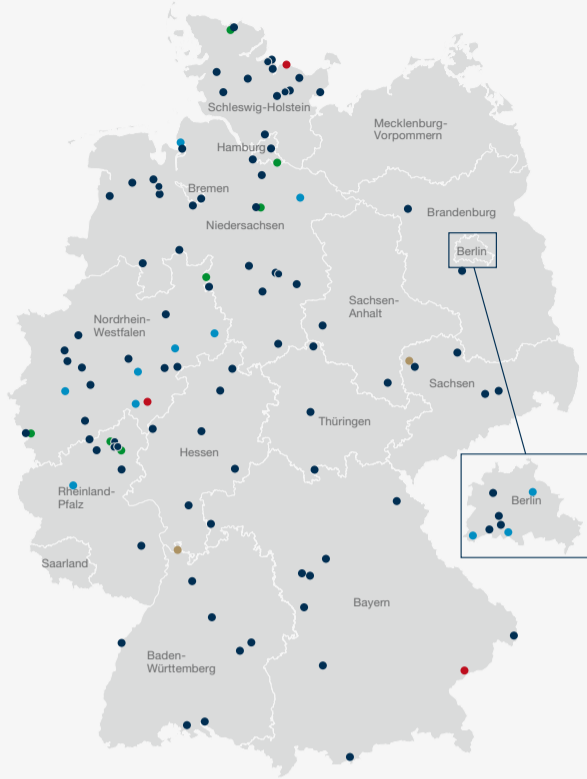 Schleswig-Holstein
Mecklenburg-
Vorpommern
Hamburg
Bremen
Brandenburg
Niedersachsen
Berlin
Sachsen-
Anhalt
Nordrhein-
Westfalen
Sachsen
Thüringen
Hessen
Rheinland-
Pfalz
Berlin
Saarland
Bayern
Baden-
Württemberg